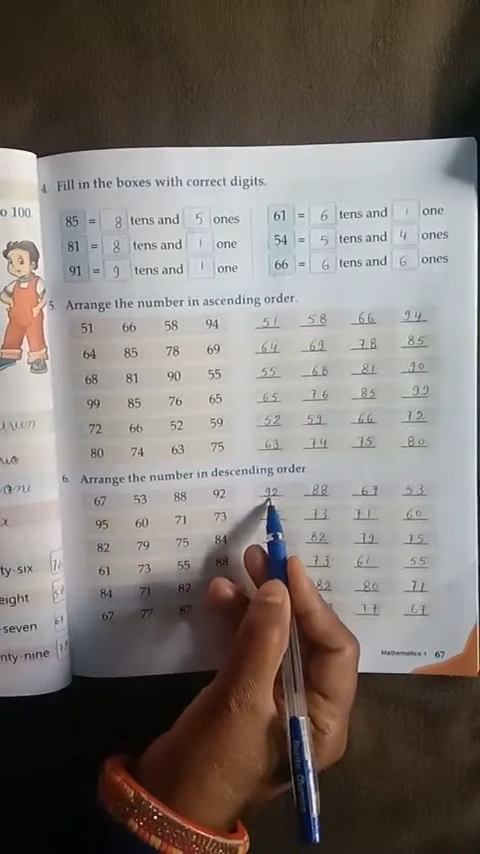 4. Fill in the boxes with correct digits.
o 100.
85 = 8 tens and 5 ones 61 = 6 tens and 1 one
81 = 8 tens and 1 one 54 = 5 tens and 4 ones
91 = 9 tens and 1 one 66 = 6 tens and 6 ones
5. Arrange the number in ascending order.
51 66 58 94 51 58 66 94
64 85 78 69 64 69 78 85
68 81 90 55 55 68 81 90
99 85 76 65 65 76 85 99
72 66 52 59 52 59 66 72
80 74 63 75 63 74 75 80
6. Arrange the number in descending order
67 53 88 92 92 88 67 53
95 60 71 73 73 71 60
82 79 75 84 82 79 75
61 73 55 88 73 61 55
84 71 82 82 80 71
67 77 87 77 67
ty-six
eight
seven
nty-nine
Mathematics-1 67